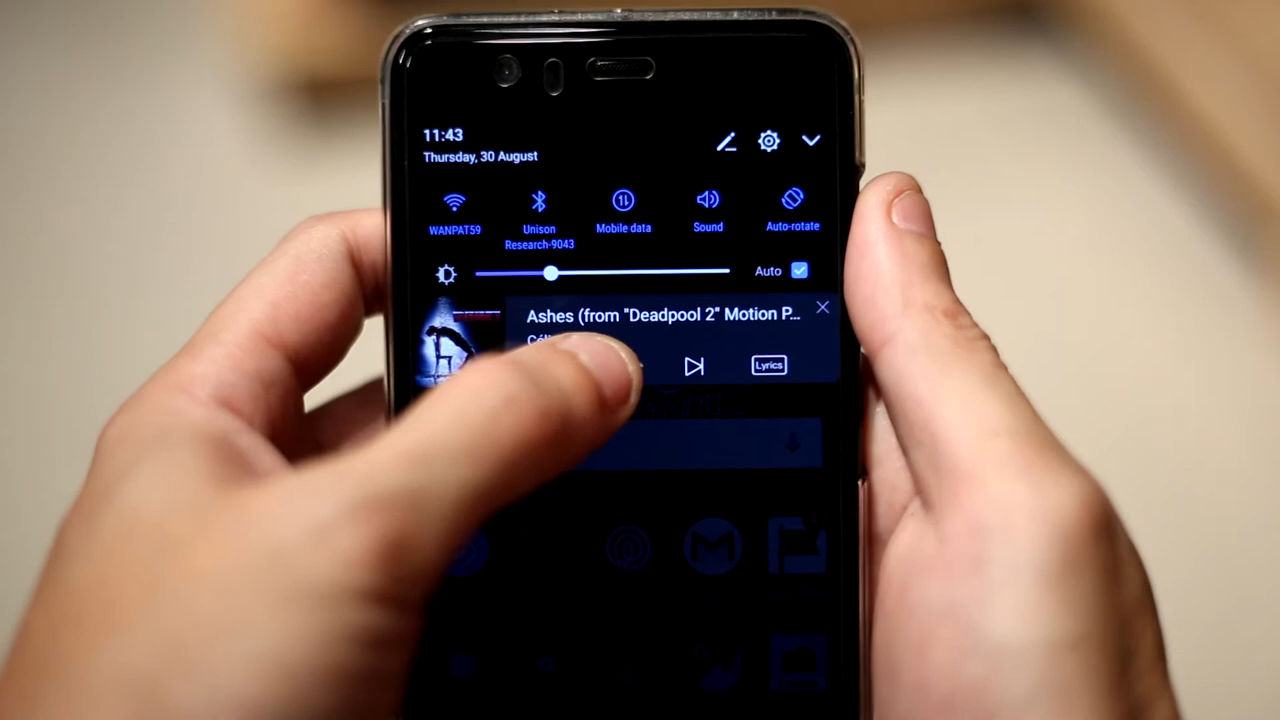 11:43
Thursday, 30 August
WANPAT59
Unison
Research-9043
Mobile data
Sound
Auto-rotate
Auto
Ashes (from "Deadpool 2" Motion P...
Lyrics